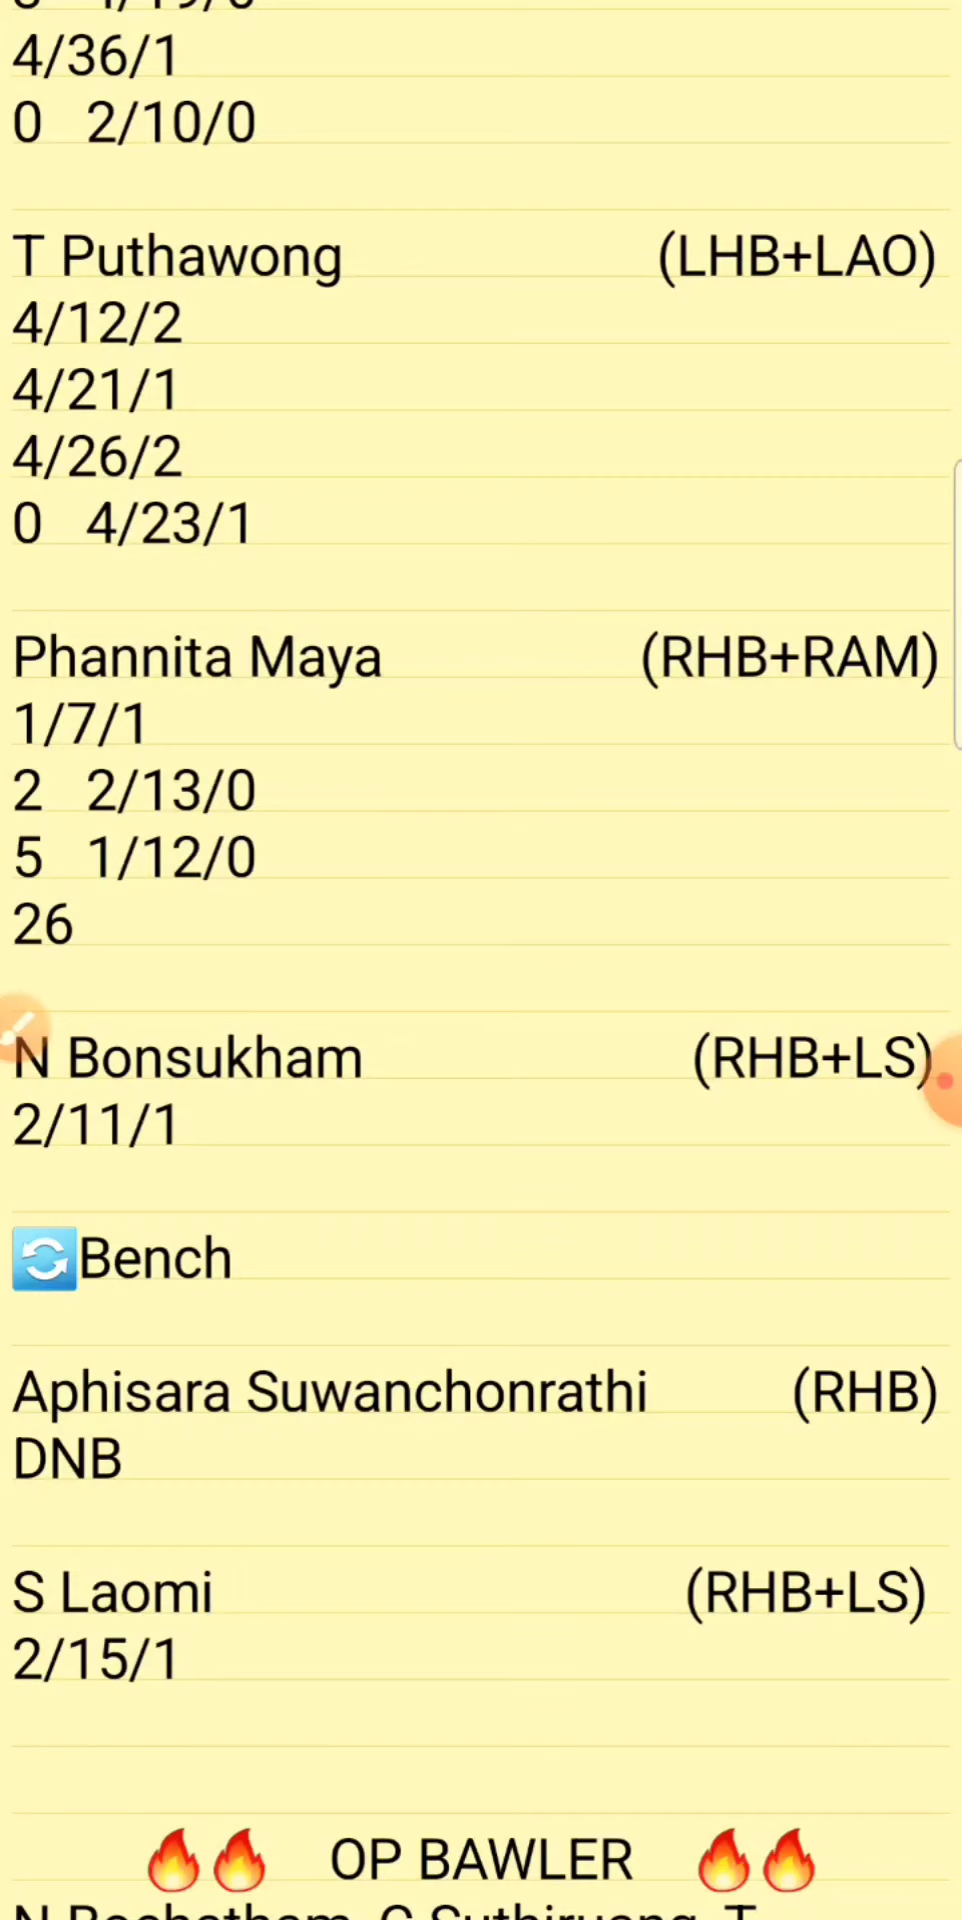 4/36/1
0 2/10/0
T Puthawong (LHB+LAO)
4/12/2
4/21/1
4/26/2
0 4/23/1
Phannita Maya (RHB+RAM)
1/7/1
2 2/13/0
5 1/12/0
26
N Bonsukham (RHB+LS)
2/11/1
Bench
Aphisara Suwanchonrathi (RHB)
DNB
S Laomi (RHB+LS)
2/15/1
OP BAWLER